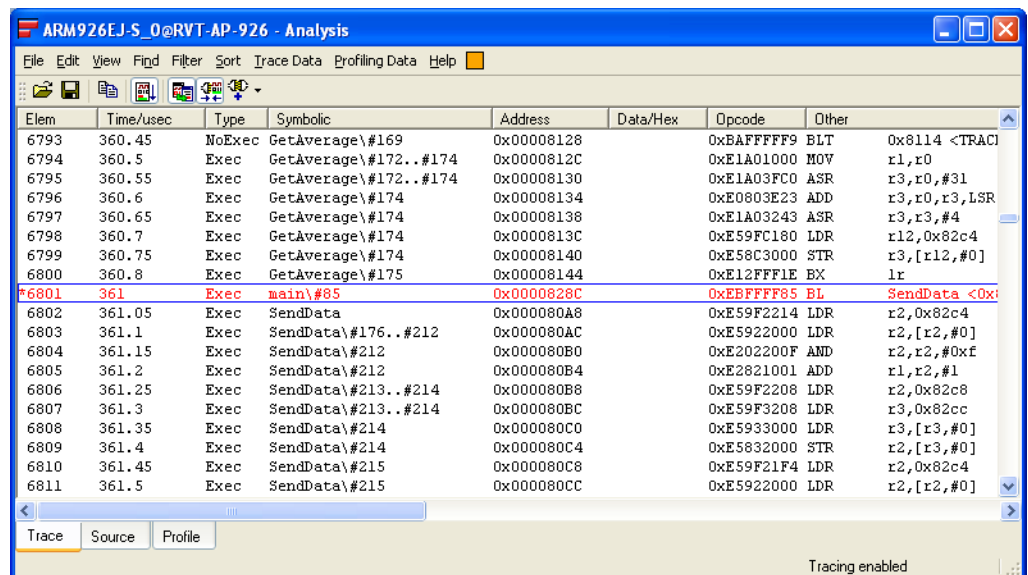 ARM926EJ-S_0@RVT-AP-926 - Analysis
File Edit View Find Filter Sort Trace Data Profiling Data Help
Elem Time/usec Type Symbolic Address Data/Hex Opcode Other
6793 360.45 NoExec GetAverage\#169 0x00008128 0xBAFFFFF9 BLT 0x8114 <TRAC
6794 360.5 Exec GetAverage\#172..#174 0x0000812C 0xE1A01000 MOV r1,r0
6795 360.55 Exec GetAverage\#172..#174 0x00008130 0xE1A03FC0 ASR r3,r0,#31
6796 360.6 Exec GetAverage\#174 0x00008134 0xE0803E23 ADD r3,r0,r3,LSR
6797 360.65 Exec GetAverage\#174 0x00008138 0xE1A03243 ASR r3,r3,#4
6798 360.7 Exec GetAverage\#174 0x0000813C 0xE59FC180 LDR r12,0x82c4
6799 360.75 Exec GetAverage\#174 0x00008140 0xE58C3000 STR r3,[r12,#0]
6800 360.8 Exec GetAverage\#175 0x00008144 0xE12FFF1E BX lr
*6801 361 Exec main\#85 0x0000828C 0xEBFFFF85 BL SendData <0x
6802 361.05 Exec SendData 0x000080A8 0xE59F2214 LDR r2,0x82c4
6803 361.1 Exec SendData\#176..#212 0x000080AC 0xE5922000 LDR r2,[r2,#0]
6804 361.15 Exec SendData\#212 0x000080B0 0xE202200F AND r2,r2,#0xf
6805 361.2 Exec SendData\#212 0x000080B4 0xE2821001 ADD r1,r2,#1
6806 361.25 Exec SendData\#213..#214 0x000080B8 0xE59F2208 LDR r2,0x82c8
6807 361.3 Exec SendData\#213..#214 0x000080BC 0xE59F3208 LDR r3,0x82cc
6808 361.35 Exec SendData\#214 0x000080C0 0xE5933000 LDR r3,[r3,#0]
6809 361.4 Exec SendData\#214 0x000080C4 0xE5832000 STR r2,[r3,#0]
6810 361.45 Exec SendData\#215 0x000080C8 0xE59F21F4 LDR r2,0x82c4
6811 361.5 Exec SendData\#215 0x000080CC 0xE5922000 LDR r2,[r2,#0]
Trace Source Profile
Tracing enabled